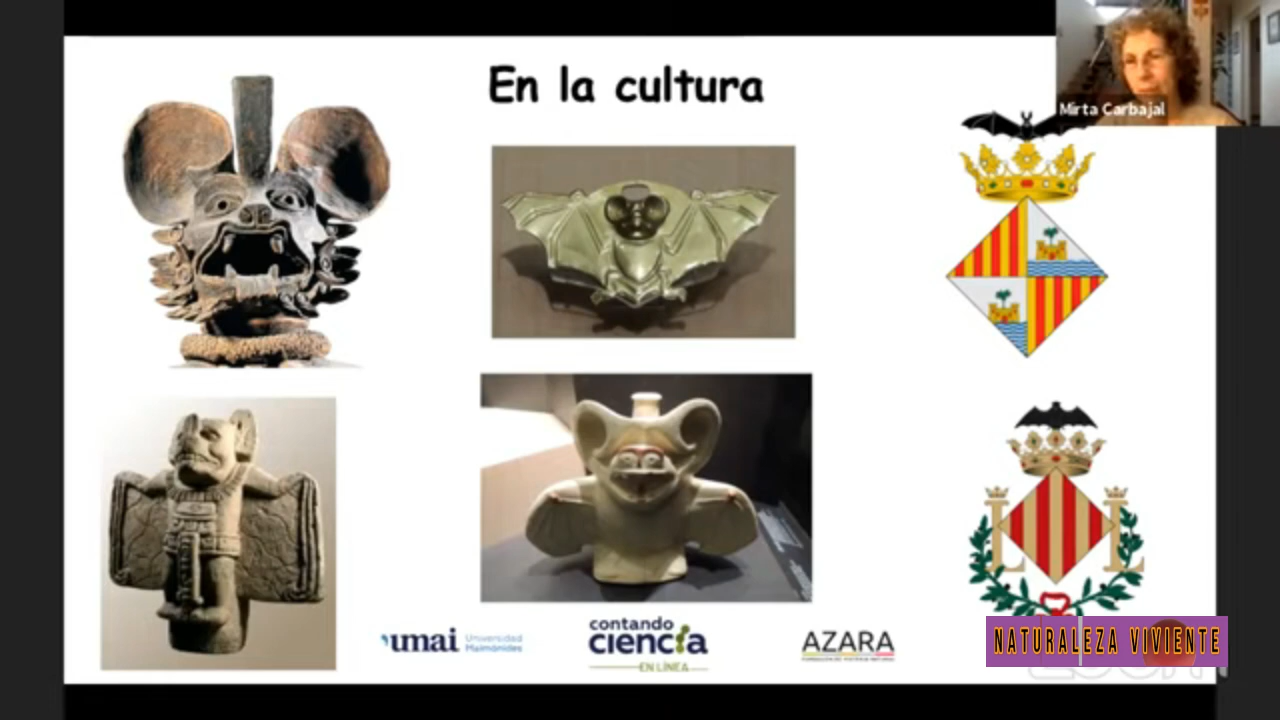 En la cultura
Mirta Carbajal
L L
umai Universidad
Maimónides
contando
ciencia
EN LÍNEA
AZARA
NATURALEZA VIVIENTE